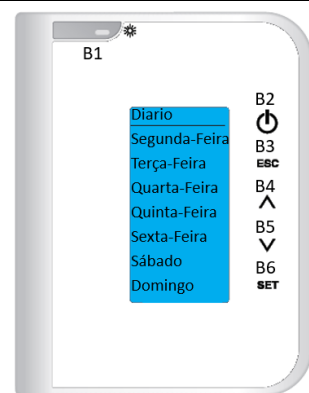 B1
Diario
Segunda-Feira
Terça-Feira
Quarta-Feira
Quinta-Feira
Sexta-Feira
Sábado
Domingo
B2
B3
ESC
B4
B5
B6
SET